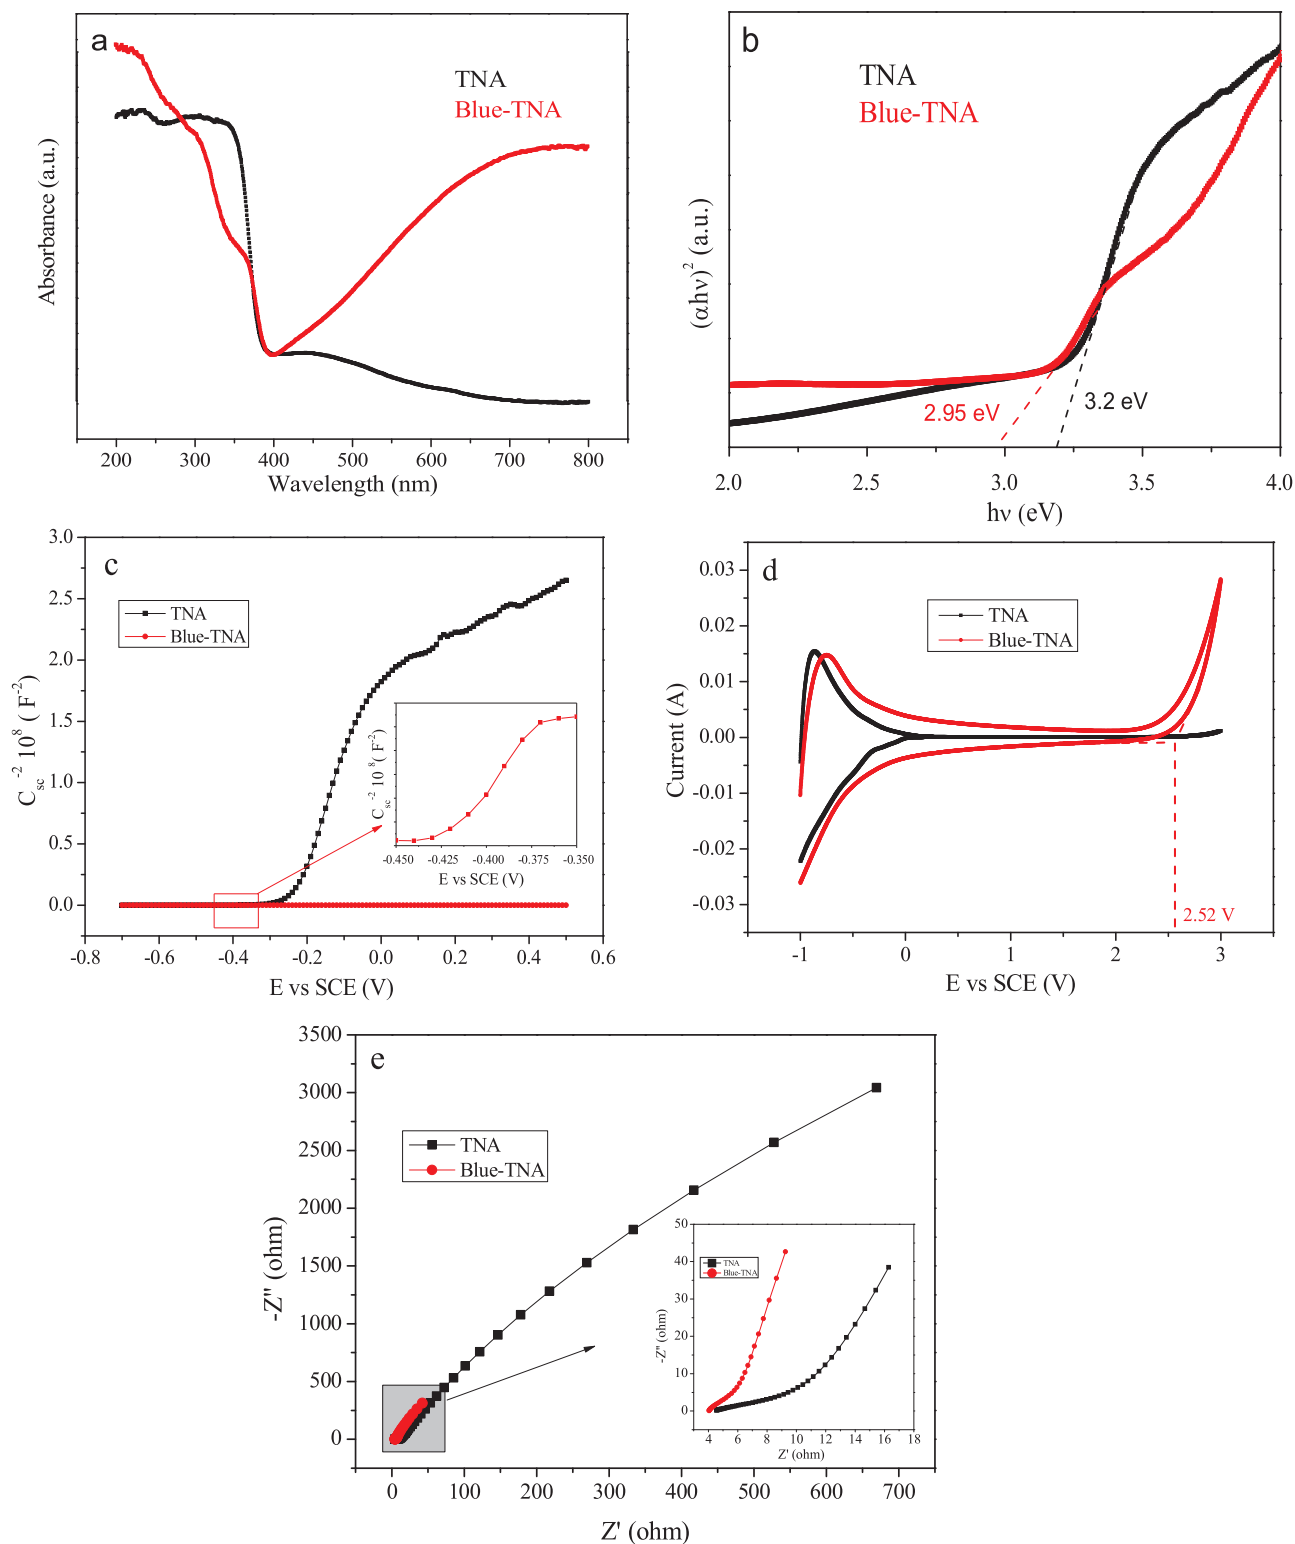 a
TNA
Blue-TNA
Absorbance (a.u.)
200 300 400 500 600 700 800
Wavelength (nm)
b
TNA
Blue-TNA
(αhν)² (a.u.)
2.95 eV
3.2 eV
2.0 2.5 3.0 3.5 4.0
hν (eV)
c
TNA
Blue-TNA
3.0
2.5
2.0
1.5
1.0
0.5
0.0
C_sc^-2 10^8 ( F^-2)
-0.8 -0.6 -0.4 -0.2 0.0 0.2 0.4 0.6
E vs SCE (V)
C_sc^-2 10^8 (F^-2)
-0.450 -0.425 -0.400 -0.375 -0.350
E vs SCE (V)
d
TNA
Blue-TNA
0.03
0.02
0.01
0.00
-0.01
-0.02
-0.03
Current (A)
2.52 V
-1 0 1 2 3
E vs SCE (V)
e
TNA
Blue-TNA
3500
3000
2500
2000
1500
1000
500
0
-Z" (ohm)
0 100 200 300 400 500 600 700
Z' (ohm)
TNA
Blue-TNA
50
40
30
20
10
0
-Z" (ohm)
4 6 8 10 12 14 16 18
Z' (ohm)